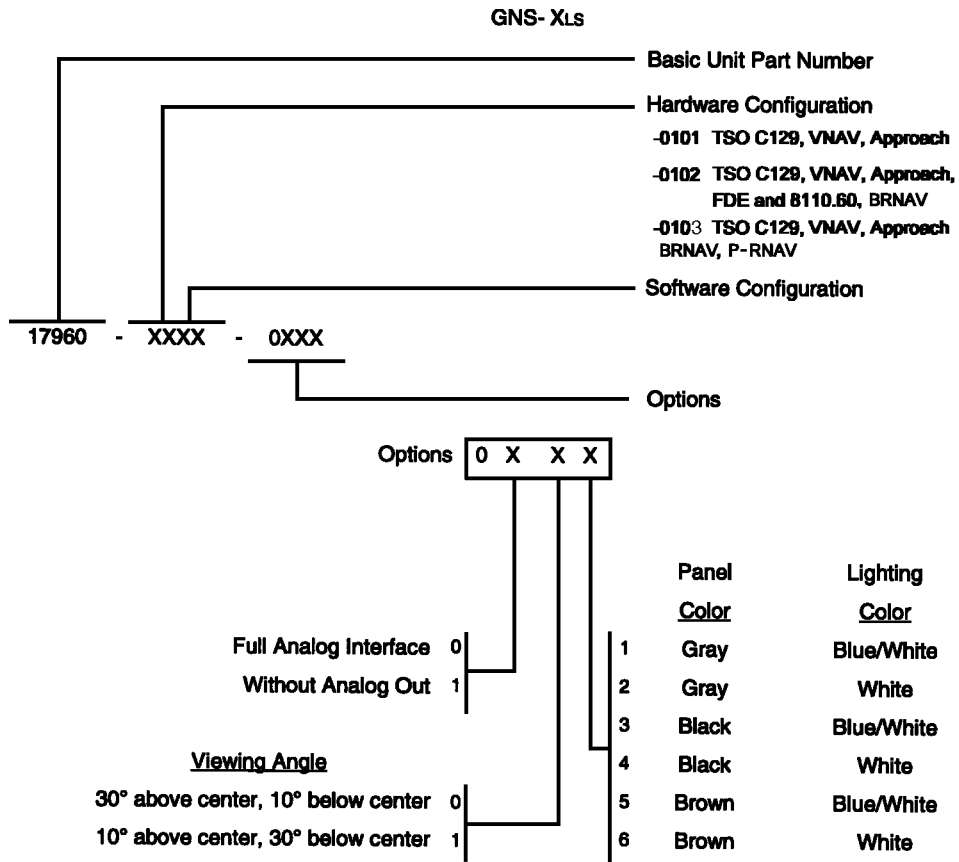 GNS-XLS
Basic Unit Part Number
Hardware Configuration
-0101 TSO C129, VNAV, Approach
-0102 TSO C129, VNAV, Approach,
FDE and 8110.60, BRNAV
-0103 TSO C129, VNAV, Approach
BRNAV, P-RNAV
Software Configuration
17960 - XXXX - 0XXX
Options
Options 0 X X X
Panel Lighting
Color Color
Full Analog Interface 0
Without Analog Out 1
1 Gray Blue/White
2 Gray White
3 Black Blue/White
4 Black White
5 Brown Blue/White
6 Brown White
Viewing Angle
30° above center, 10° below center 0
10° above center, 30° below center 1